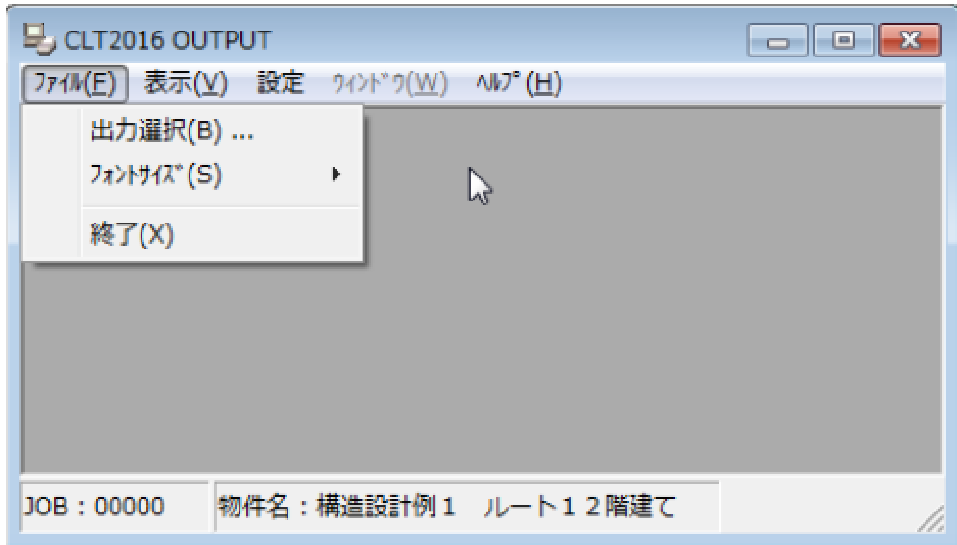 CLT2016 OUTPUT
ﾌｧｲﾙ(F) 表示(V) 設定 ｳｨﾝﾄﾞｳ(W) ﾍﾙﾌﾟ(H)
出力選択(B) ...
ﾌｫﾝﾄｻｲｽﾞ(S)
終了(X)
JOB：00000 物件名：構造設計例１　ルート１２階建て